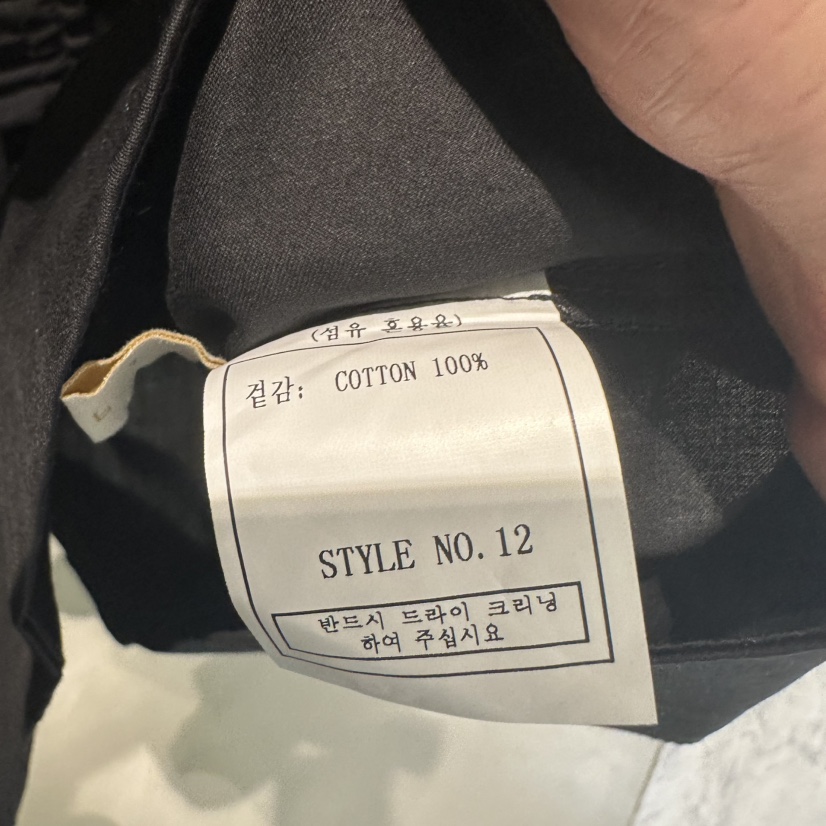 (섬유 혼용율)
겉감: COTTON 100%
STYLE NO. 12
반드시 드라이 크리닝
하여 주십시요